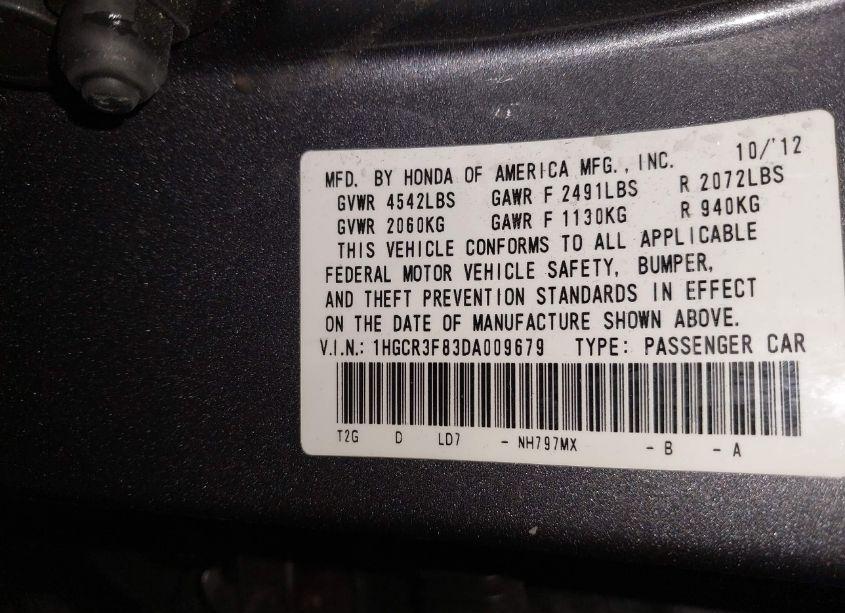 MFD. BY HONDA OF AMERICA MFG., INC. 10/'12
GVWR 4542LBS GAWR F 2491LBS R 2072LBS
GVWR 2060KG GAWR F 1130KG R 940KG
THIS VEHICLE CONFORMS TO ALL APPLICABLE
FEDERAL MOTOR VEHICLE SAFETY, BUMPER,
AND THEFT PREVENTION STANDARDS IN EFFECT
ON THE DATE OF MANUFACTURE SHOWN ABOVE.
V.I.N.: 1HGCR3F83DA009679 TYPE: PASSENGER CAR
T2G D LD7 - NH797MX - B - A